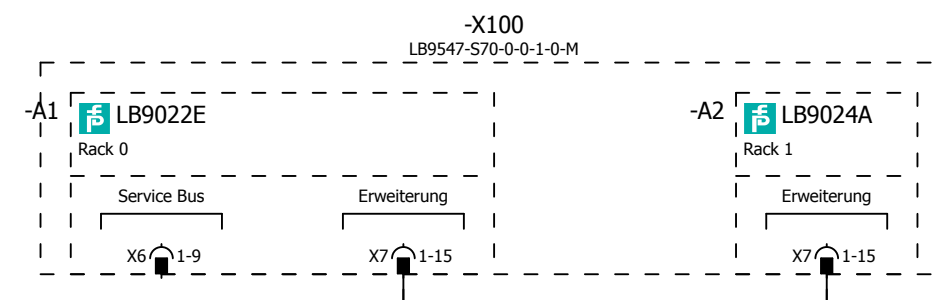 -X100
LB9547-S70-0-0-1-0-M
-A1
LB9022E
Rack 0
Service Bus
Erweiterung
X6
1-9
X7
1-15
-A2
LB9024A
Rack 1
Erweiterung
X7
1-15